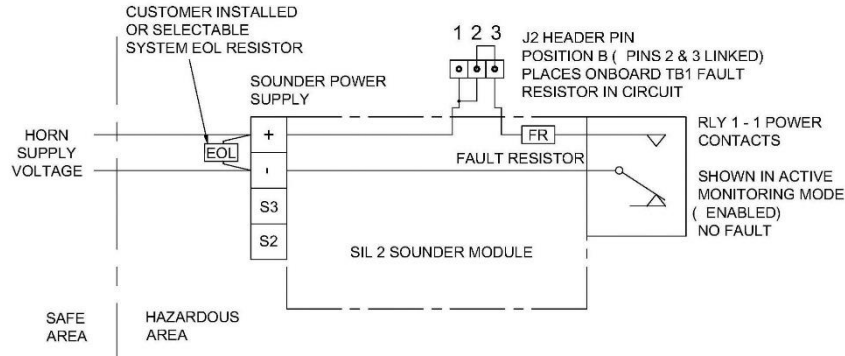 CUSTOMER INSTALLED
OR SELECTABLE
SYSTEM EOL RESISTOR
SOUNDER POWER
SUPPLY
1 2 3
J2 HEADER PIN
POSITION B ( PINS 2 & 3 LINKED)
PLACES ONBOARD TB1 FAULT
RESISTOR IN CIRCUIT
HORN
SUPPLY
VOLTAGE
EOL
+
-
S3
S2
FR
FAULT RESISTOR
RLY 1 - 1 POWER
CONTACTS
SHOWN IN ACTIVE
MONITORING MODE
( ENABLED)
NO FAULT
SIL 2 SOUNDER MODULE
SAFE
AREA
HAZARDOUS
AREA